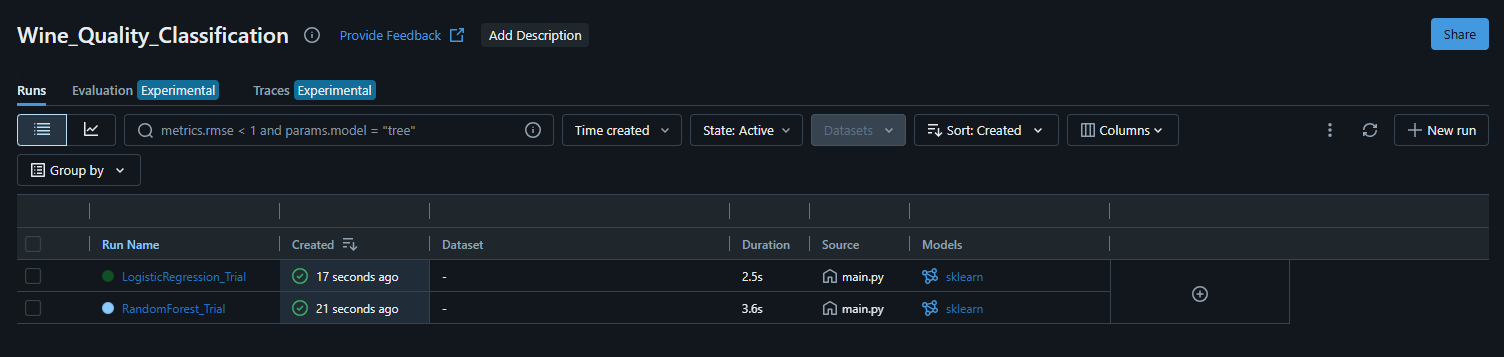 Wine_Quality_Classification Provide Feedback Add Description Share
Runs Evaluation Experimental Traces Experimental
metrics.rmse < 1 and params.model = "tree" Time created State: Active Datasets Sort: Created Columns New run
Group by
Run Name Created Dataset Duration Source Models
LogisticRegression_Trial 17 seconds ago - 2.5s main.py sklearn
RandomForest_Trial 21 seconds ago - 3.6s main.py sklearn